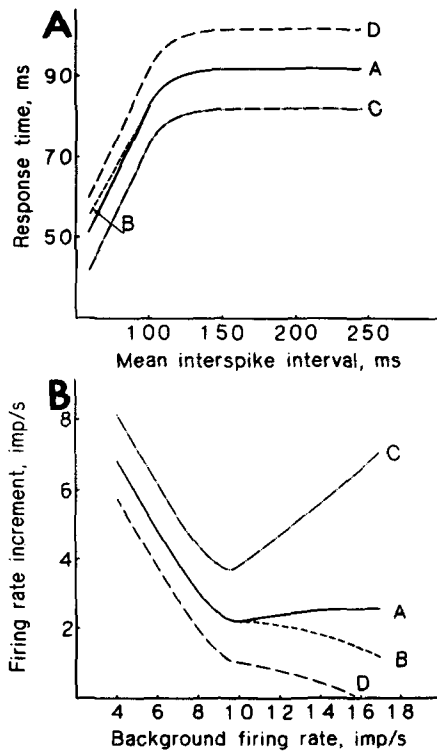 A
Response time, ms
90
70
50
D
A
C
B
100 150 200 250
Mean interspike interval, ms
B
Firing rate increment, imp/s
8
6
4
2
C
A
B
D
4 6 8 10 12 14 16 18
Background firing rate, imp/s